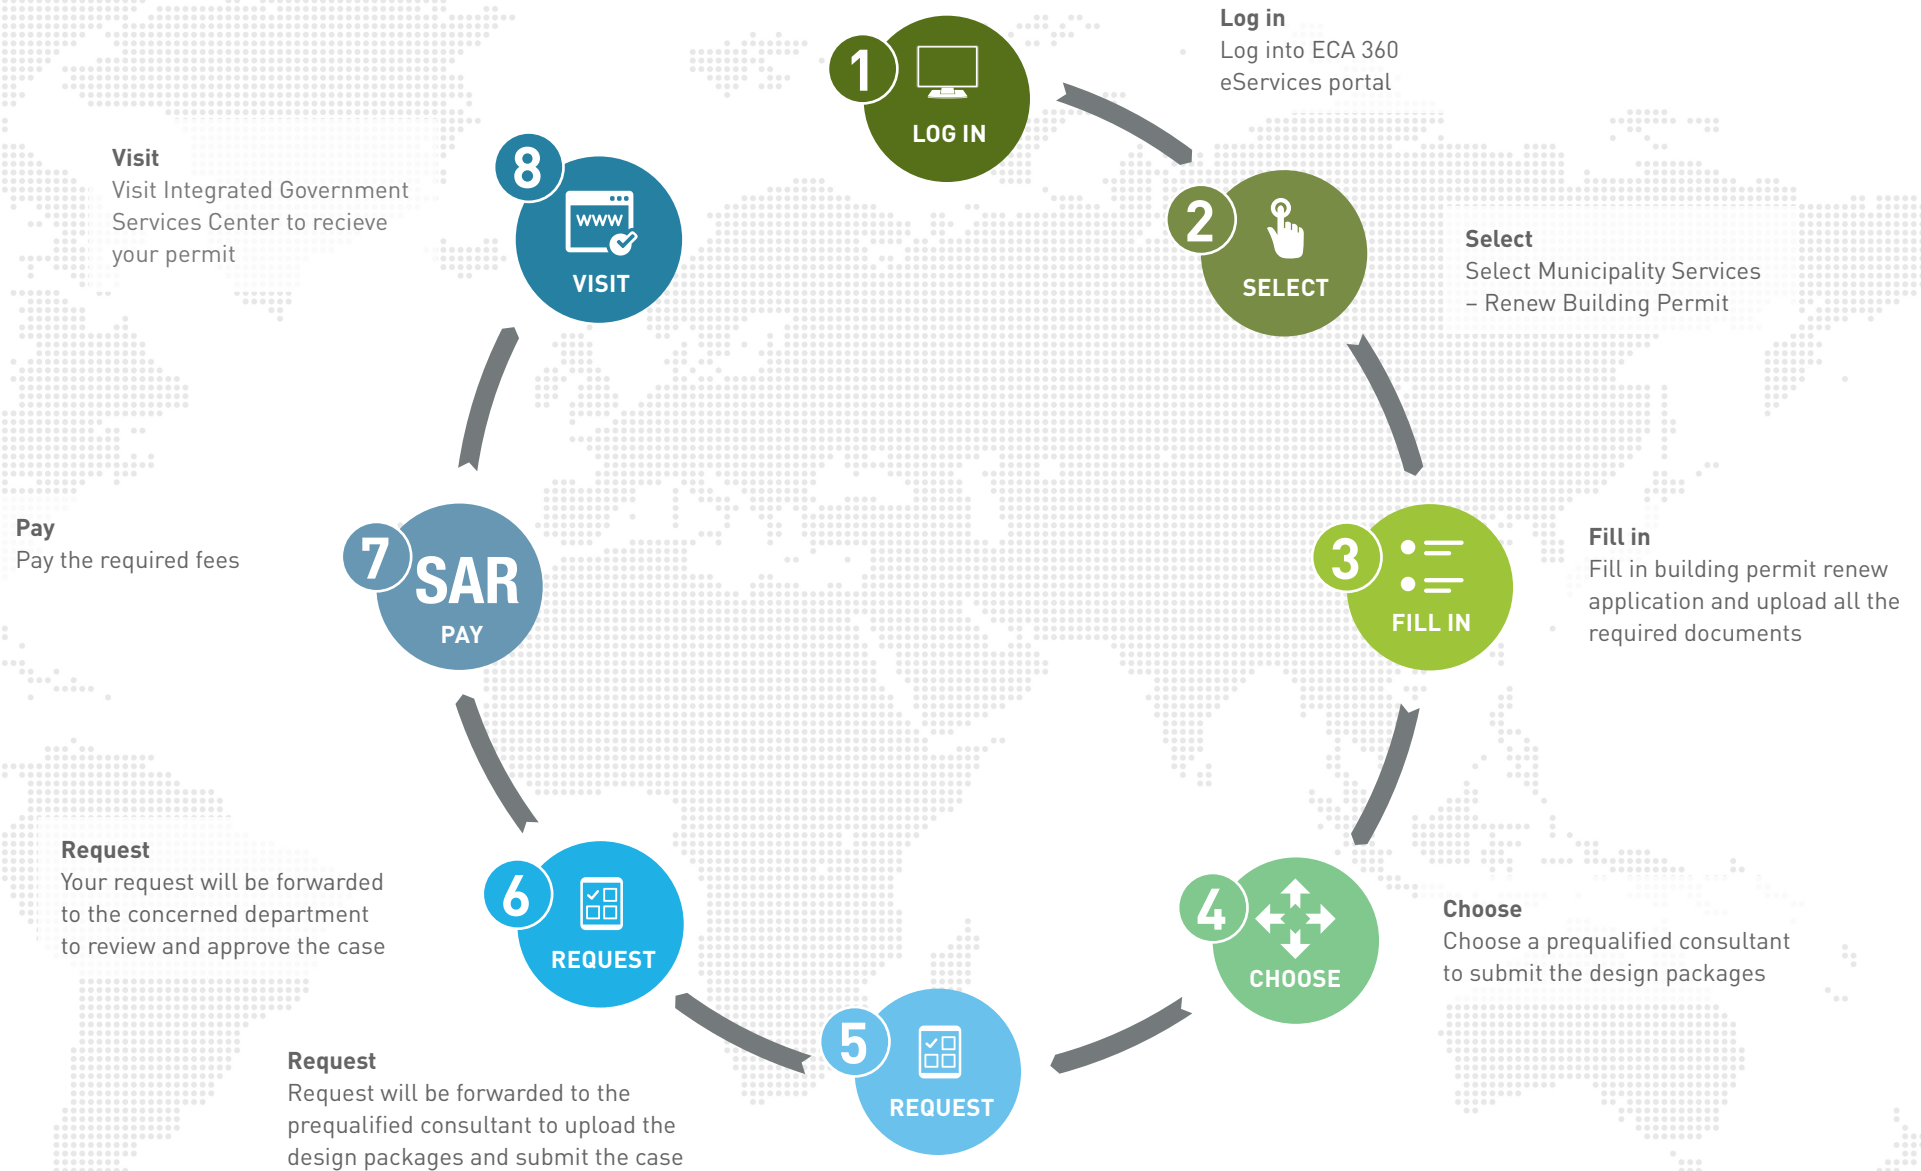 1
LOG IN
Log in
Log into ECA 360
eServices portal
2
SELECT
Select
Select Municipality Services
– Renew Building Permit
3
FILL IN
Fill in
Fill in building permit renew
application and upload all the
required documents
4
CHOOSE
Choose
Choose a prequalified consultant
to submit the design packages
5
REQUEST
Request
Request will be forwarded to the
prequalified consultant to upload the
design packages and submit the case
6
REQUEST
Request
Your request will be forwarded
to the concerned department
to review and approve the case
7
SAR
PAY
Pay
Pay the required fees
8
WWW
VISIT
Visit
Visit Integrated Government
Services Center to recieve
your permit